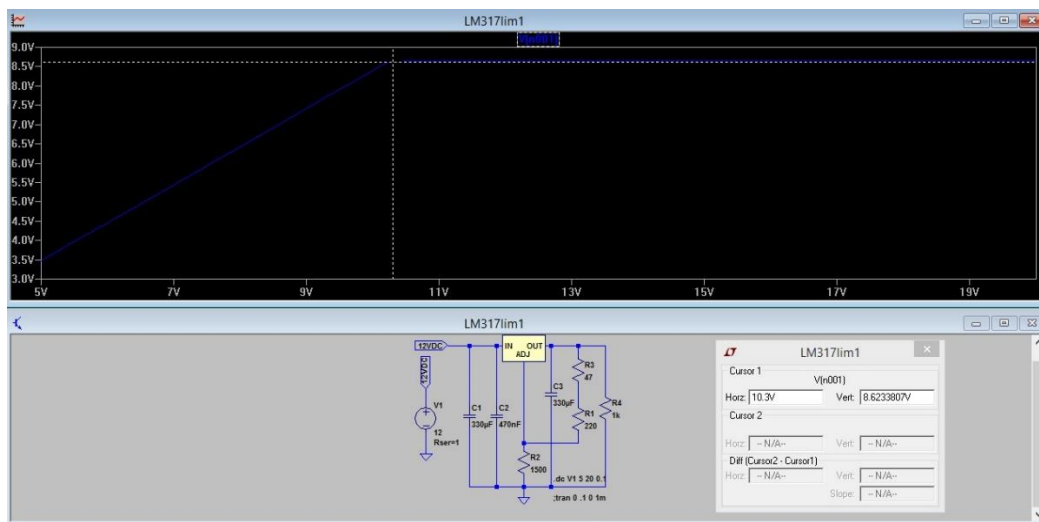 LM317lim1
V(n001)
9.0V
8.5V
8.0V
7.5V
7.0V
6.5V
6.0V
5.5V
5.0V
4.5V
4.0V
3.5V
3.0V
5V 7V 9V 11V 13V 15V 17V 19V
LM317lim1
12VDC
IN OUT
ADJ
12VDC
V1
12
Rser=1
C1
330µF
C2
470nF
C3
330µF
R3
47
R1
220
R4
1k
R2
1500
.dc V1 5 20 0.1
;tran 0 .1 0 1m
LM317lim1
Cursor 1
V(n001)
Horz: 10.3V Vert: 8.6233807V
Cursor 2
Horz: -- N/A-- Vert: -- N/A--
Diff (Cursor2 - Cursor1)
Horz: -- N/A-- Vert: -- N/A--
Slope: -- N/A--